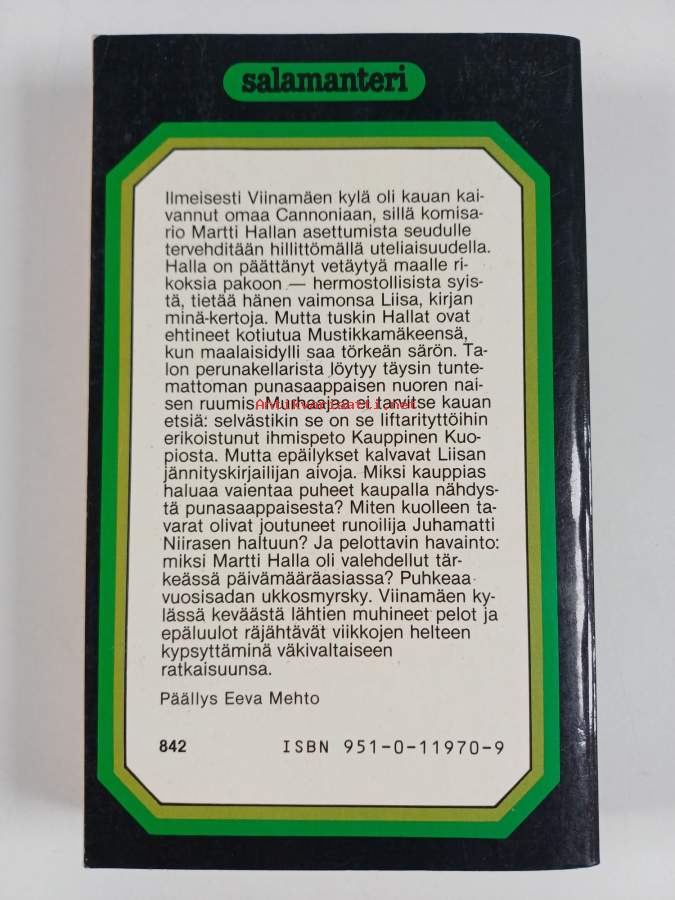 salamanteri
Ilmeisesti Viinamäen kylä oli kauan kai-
vannut omaa Cannoniaan, sillä komisa-
rio Martti Hallan asettumista seudulle
tervehditään hillittömällä uteliaisuudella.
Halla on päättänyt vetäytyä maalle ri-
koksia pakoon — hermostollisista syis-
tä, tietää hänen vaimonsa Liisa, kirjan
minä-kertoja. Mutta tuskin Hallat ovat
ehtineet kotiutua Mustikkamäkeensä,
kun maalaisidylli saa törkeän särön. Ta-
lon perunakellarista löytyy täysin tunte-
mattoman punasaappaisen nuoren nai-
sen ruumis. Murhaajaa ei tarvitse kauan
Antikvariaatti.net
etsiä: selvästikin se on se liftarityttöihin
erikoistunut ihmispeto Kauppinen Kuo-
piosta. Mutta epäilykset kalvavat Liisan
jännityskirjailijan aivoja. Miksi kauppias
haluaa vaientaa puheet kaupalla nähdys-
tä punasaappaisesta? Miten kuolleen ta-
varat olivat joutuneet runoilija Juhamatti
Niirasen haltuun? Ja pelottavin havainto:
miksi Martti Halla oli valehdellut tär-
keässä päivämääräasiassa? Puhkeaa
vuosisadan ukkosmyrsky. Viinamäen ky-
lässä keväästä lähtien muhineet pelot ja
epäluulot räjähtävät viikkojen helteen
kypsyttäminä väkivaltaiseen
ratkaisuunsa.
Päällys Eeva Mehto
842 ISBN 951-0-11970-9